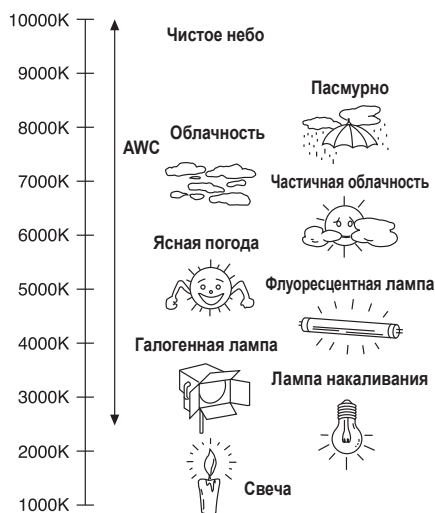 10000K
Чистое небо
9000K
Пасмурно
8000K
Облачность
AWC
7000K
Частичная облачность
6000K
Ясная погода
5000K
Флуоресцентная лампа
4000K
Галогенная лампа
Лампа накаливания
3000K
2000K
Свеча
1000K